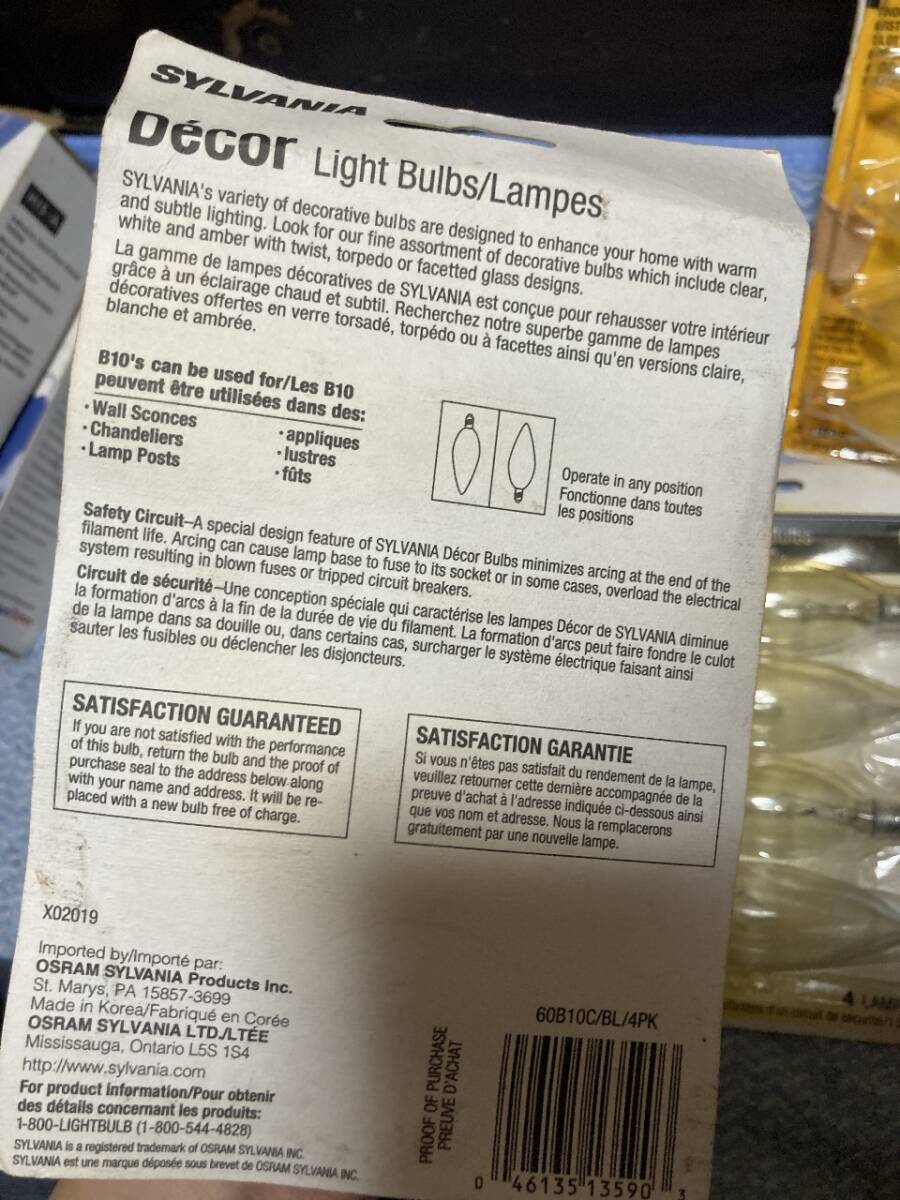 SYLVANIA
Décor Light Bulbs/Lampes
SYLVANIA's variety of decorative bulbs are designed to enhance your home with warm
and subtle lighting. Look for our fine assortment of decorative bulbs which include clear,
white and amber with twist, torpedo or facetted glass designs.
La gamme de lampes décoratives de SYLVANIA est conçue pour rehausser votre intérieur
grâce à un éclairage chaud et subtil. Recherchez notre superbe gamme de lampes
décoratives offertes en verre torsadé, torpédo ou à facettes ainsi qu'en versions claire,
blanche et ambrée.
B10's can be used for/Les B10
peuvent être utilisées dans des:
• Wall Sconces
• Chandeliers
• Lamp Posts
• appliques
• lustres
• fûts
Operate in any position
Fonctionne dans toutes
les positions
Safety Circuit–A special design feature of SYLVANIA Décor Bulbs minimizes arcing at the end of the
filament life. Arcing can cause lamp base to fuse to its socket or in some cases, overload the electrical
system resulting in blown fuses or tripped circuit breakers.
Circuit de sécurité–Une conception spéciale qui caractérise les lampes Décor de SYLVANIA diminue
la formation d'arcs à la fin de la durée de vie du filament. La formation d'arcs peut faire fondre le culot
de la lampe dans sa douille ou, dans certains cas, surcharger le système électrique faisant ainsi
sauter les fusibles ou déclencher les disjoncteurs.
SATISFACTION GUARANTEED
If you are not satisfied with the performance
of this bulb, return the bulb and the proof of
purchase seal to the address below along
with your name and address. It will be re-
placed with a new bulb free of charge.
SATISFACTION GARANTIE
Si vous n'êtes pas satisfait du rendement de la lampe,
veuillez retourner cette dernière accompagnée de la
preuve d'achat à l'adresse indiquée ci-dessous ainsi
que vos nom et adresse. Nous la remplacerons
gratuitement par une nouvelle lampe.
X02019
Imported by/Importé par:
OSRAM SYLVANIA Products Inc.
St. Marys, PA 15857-3699
Made in Korea/Fabriqué en Corée
OSRAM SYLVANIA LTD./LTÉE
Mississauga, Ontario L5S 1S4
http://www.sylvania.com
For product information/Pour obtenir
des détails concernant les produits:
1-800-LIGHTBULB (1-800-544-4828)
SYLVANIA is a registered trademark of OSRAM SYLVANIA INC.
SYLVANIA est une marque déposée sous brevet de OSRAM SYLVANIA INC.
PROOF OF PURCHASE
PREUVE D'ACHAT
60B10C/BL/4PK
0 46135 13590 3
4 LAMP